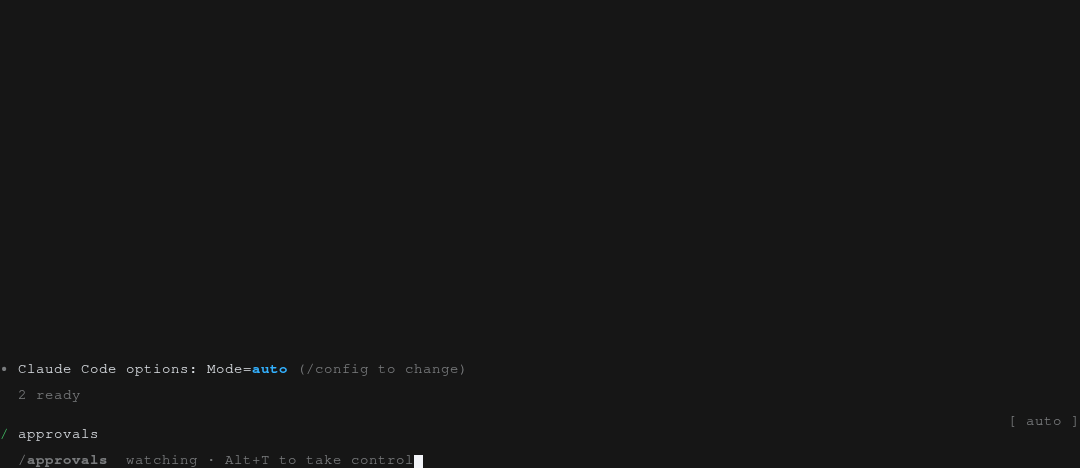 • Claude Code options: Mode=auto (/config to change)
2 ready
[ auto ]
/ approvals
/approvals  watching · Alt+T to take control